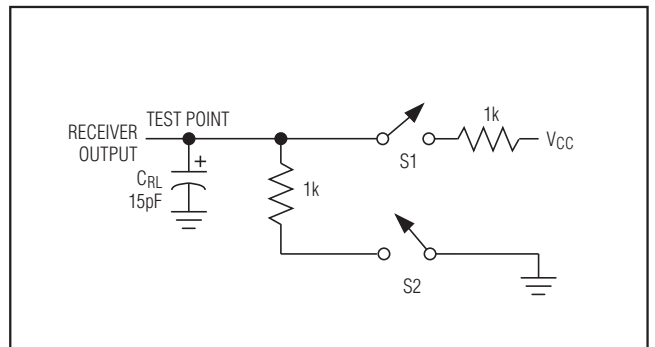 TEST POINT
RECEIVER
OUTPUT
+
CRL
15pF
1k
S1
1k
VCC
S2